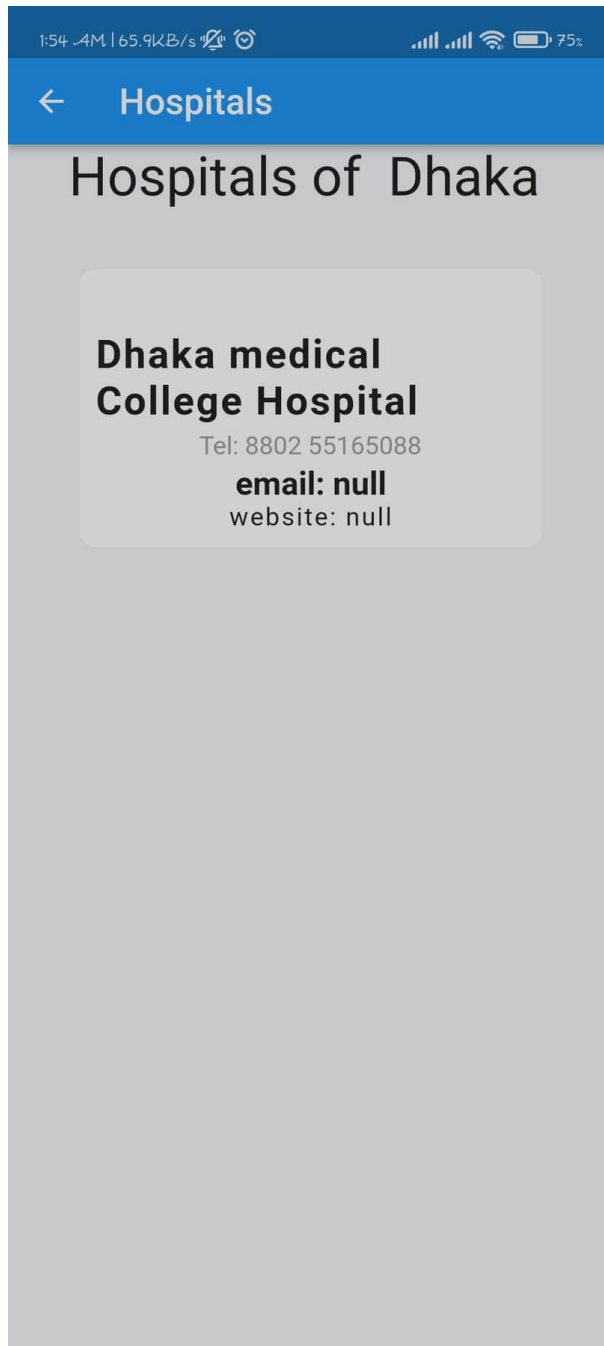 1:54 AM | 65.9KB/s 75%
Hospitals
Hospitals of Dhaka
Dhaka medical
College Hospital
Tel: 8802 55165088
email: null
website: null